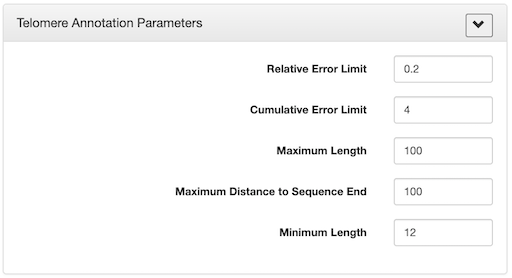 Telomere Annotation Parameters
Relative Error Limit 0.2
Cumulative Error Limit 4
Maximum Length 100
Maximum Distance to Sequence End 100
Minimum Length 12